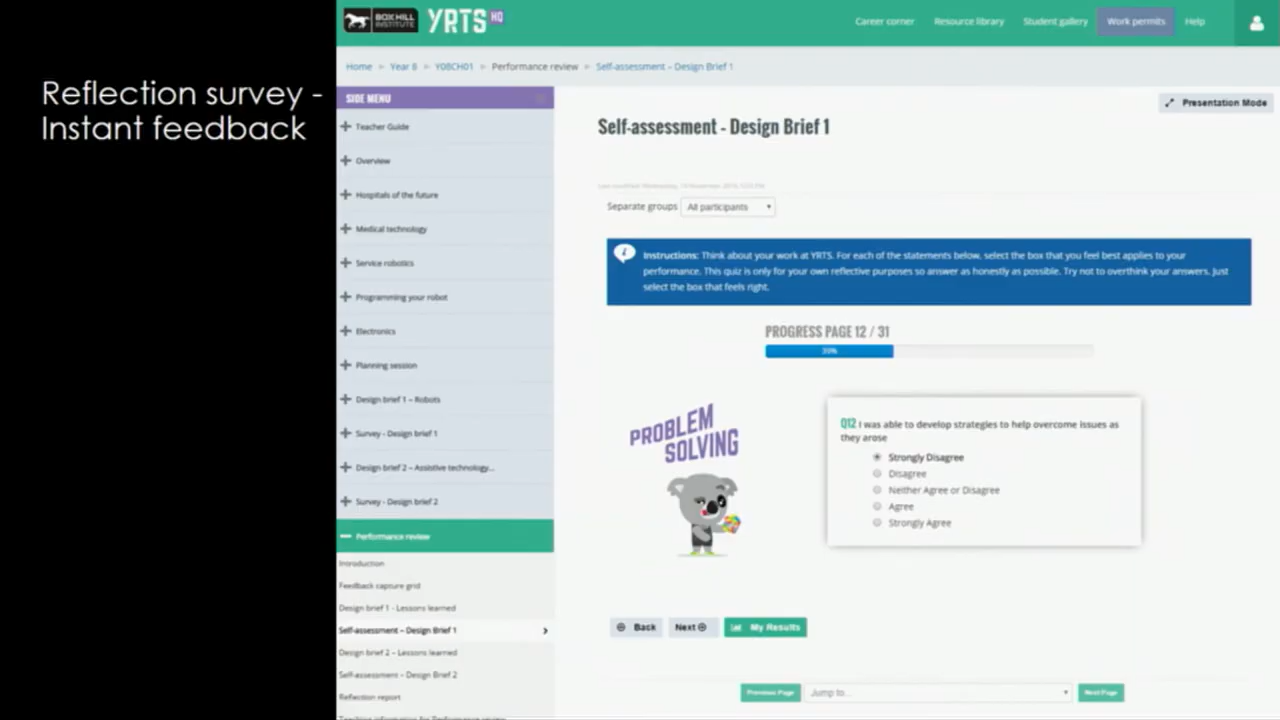 Reflection survey -
Instant feedback
BOX HILL
INSTITUTE
YRTS HQ
Career corner Resource library Student gallery Work permits Help
Home Year 8 Y08CH01 Performance review Self-assessment – Design Brief 1
SIDE MENU
Teacher Guide
Overview
Hospitals of the future
Medical technology
Service robotics
Programming your robot
Electronics
Planning session
Design brief 1 – Robots
Survey - Design brief 1
Design brief 2 – Assistive technology...
Survey - Design brief 2
Performance review
Introduction
Feedback capture grid
Design brief 1 - Lessons learned
Self-assessment – Design Brief 1
Design brief 2 – Lessons learned
Self-assessment – Design Brief 2
Reflection report
Presentation Mode
Self-assessment - Design Brief 1
Separate groups All participants
Instructions: Think about your work at YRTS. For each of the statements below, select the box that you feel best applies to your
performance. This quiz is only for your own reflective purposes so answer as honestly as possible. Try not to overthink your answers. Just
select the box that feels right.
PROGRESS PAGE 12 / 31
39%
PROBLEM
SOLVING
Q12 I was able to develop strategies to help overcome issues as
they arose
Strongly Disagree
Disagree
Neither Agree or Disagree
Agree
Strongly Agree
Back Next My Results
Previous Page Jump to... Next Page